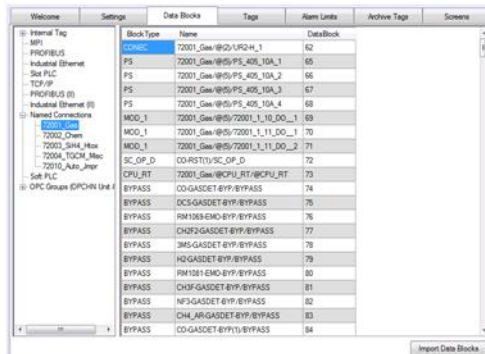 Welcome Settings Data Blocks Tags Alarm Limits Archive Tags Screens
Internal Tag
MPI
PROFIBUS
Industrial Ethernet
Slot PLC
TCP/IP
PROFIBUS (II)
Industrial Ethernet (II)
Named Connections
72001_Gas
72002_Chem
72003_SiH4_Htox
72004_TGCM_Misc
72010_Auto_Jmpr
Soft PLC
OPC Groups (OPCHN Unit
BlockType Name DataBlock
CONEC 72001_Gas/@(2)/UR2-H_1 62
PS 72001_Gas/@(5)/PS_405_10A_1 65
PS 72001_Gas/@(5)/PS_405_10A_2 66
PS 72001_Gas/@(5)/PS_405_10A_3 67
PS 72001_Gas/@(5)/PS_405_10A_4 68
MOD_1 72001_Gas/@(5)/72001_1_10_DO__1 69
MOD_1 72001_Gas/@(5)/72001_1_11_DO__1 70
MOD_1 72001_Gas/@(5)/72001_1_11_DO__2 71
SC_OP_D CO-RST(1)/SC_OP_D 72
CPU_RT 72001_Gas/@CPU_RT/@CPU_RT 73
BYPASS CO-GASDET-BYP/BYPASS 74
BYPASS DCS-GASDET-BYP/BYPASS 75
BYPASS RM1069-EMO-BYP/BYPASS 76
BYPASS CH2F2-GASDET-BYP/BYPASS 77
BYPASS 3MS-GASDET-BYP/BYPASS 78
BYPASS H2-GASDET-BYP/BYPASS 79
BYPASS RM1081-EMO-BYP/BYPASS 80
BYPASS CH3F-GASDET-BYP/BYPASS 81
BYPASS NF3-GASDET-BYP/BYPASS 82
BYPASS CH4_AR-GASDET-BYP/BYPASS 83
BYPASS CO-GASDET-BYP(1)/BYPASS 84
Import Data Blocks